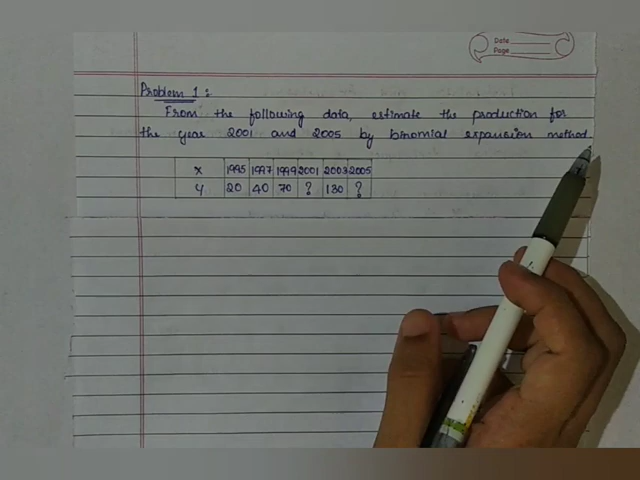 Date
Page
Problem 1 :
From the following data, estimate the production for
the year 2001 and 2005 by binomial expansion method
x 1995 1997 1999 2001 2003 2005
y 20 40 70 ? 130 ?